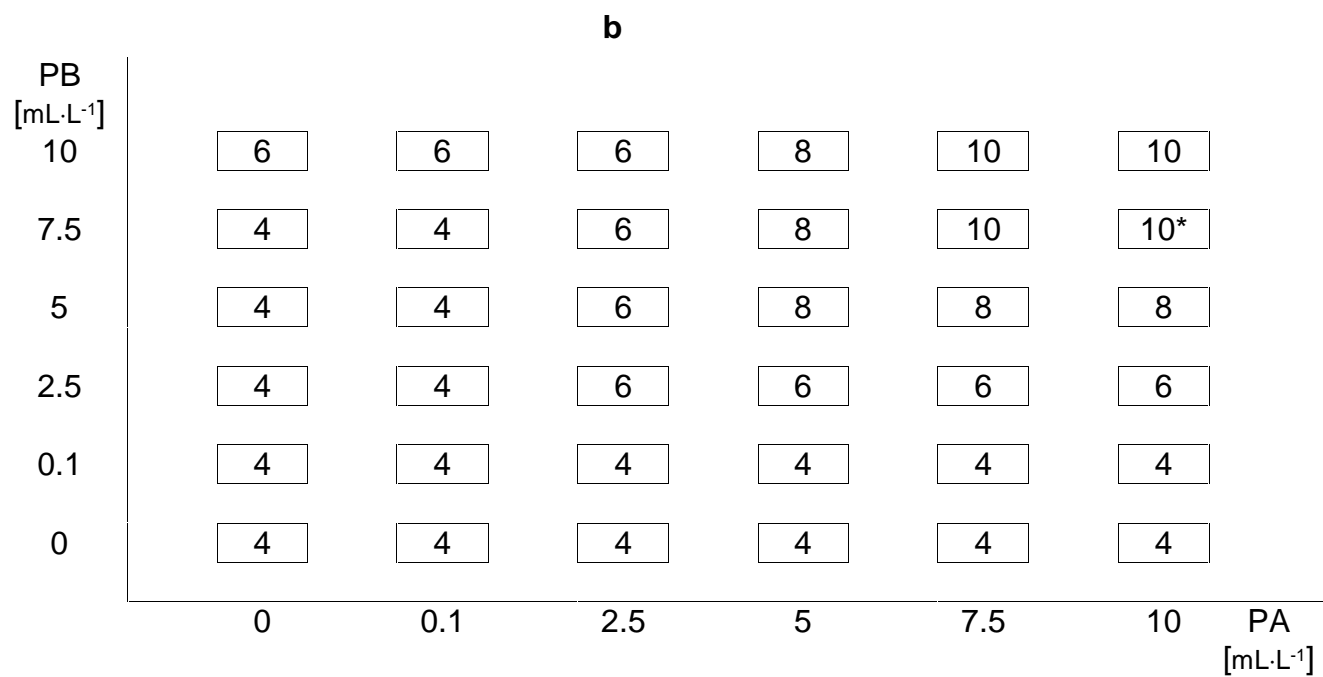 b
PB
[mL·L-1]
10 6 6 6 8 10 10
7.5 4 4 6 8 10 10*
5 4 4 6 8 8 8
2.5 4 4 6 6 6 6
0.1 4 4 4 4 4 4
0 4 4 4 4 4 4
0 0.1 2.5 5 7.5 10 PA
[mL·L-1]